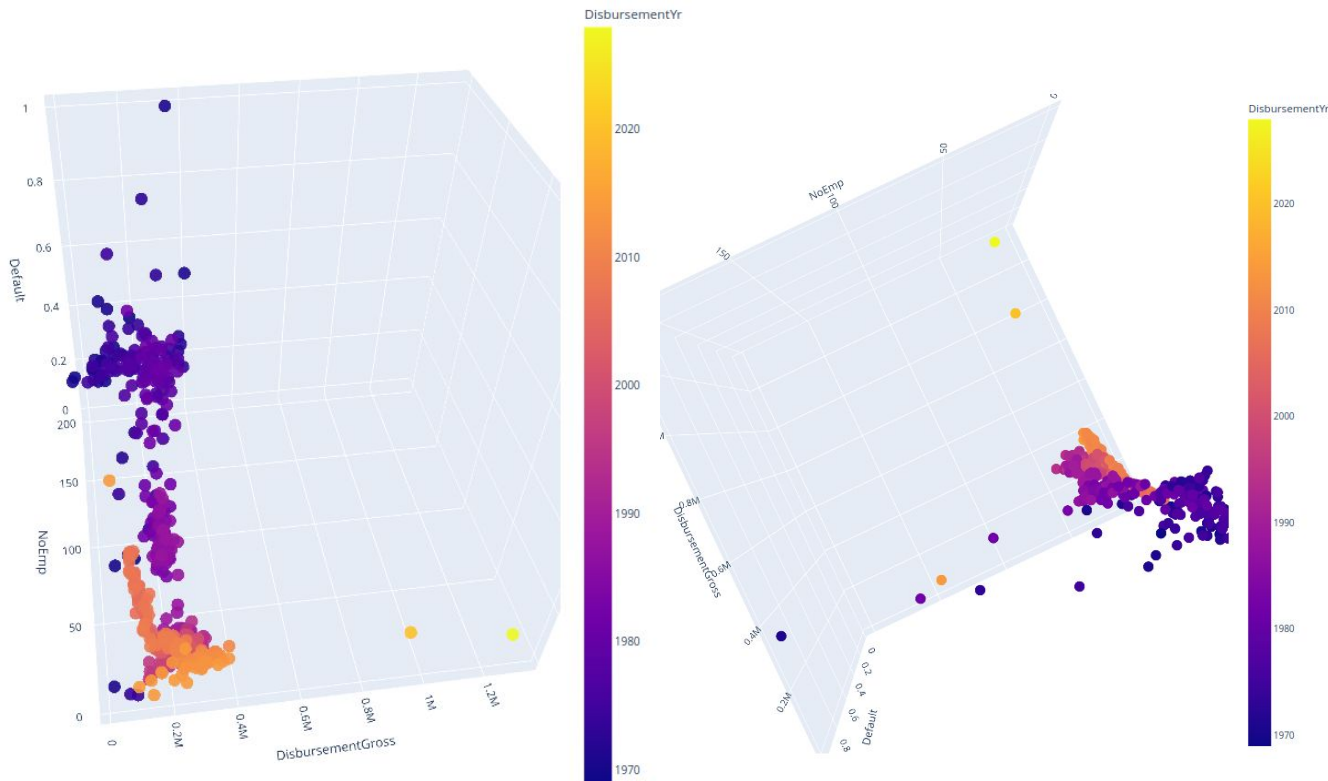 DisbursementYr
2020
2010
2000
1990
1980
1970
1
0.8
0.6
0.4
0.2
0
Default
200
150
100
50
0
NoEmp
0
0.2M
0.4M
0.6M
0.8M
1M
1.2M
DisbursementGross
DisbursementYr
2020
2010
2000
1990
1980
1970
0
50
100
150
NoEmp
M
0.8M
0.6M
0.4M
0.2M
DisbursementGross
0
0.2
0.4
0.6
0.8
Default